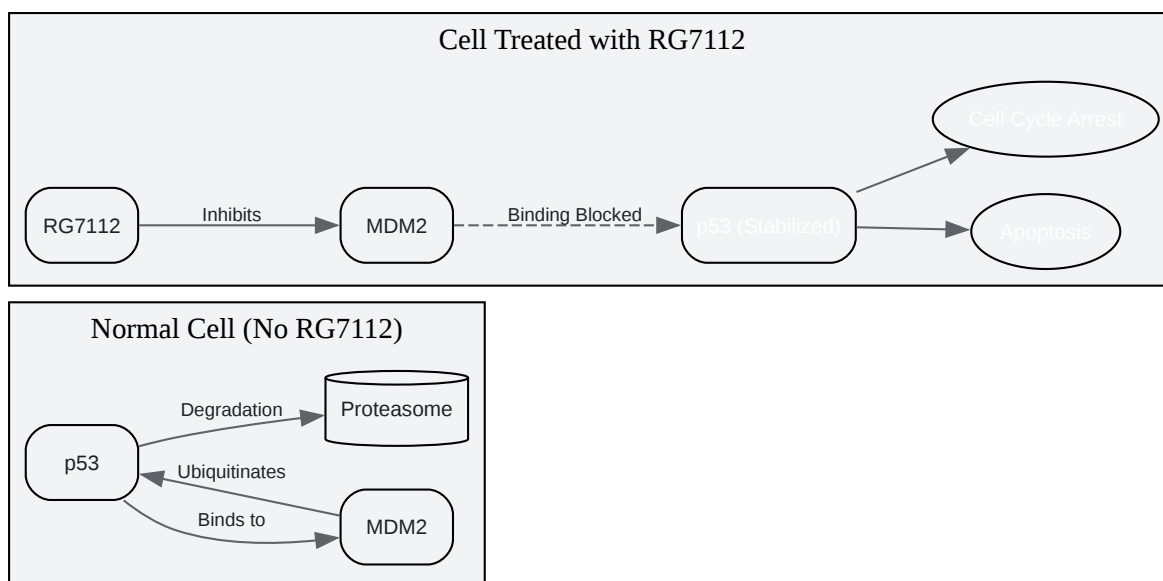 Cell Treated with RG7112
Cell Cycle Arrest
RG7112
Inhibits
MDM2
Binding Blocked
p53 (Stabilized)
Apoptosis
Normal Cell (No RG7112)
Degradation
Proteasome
p53
Ubiquitinates
Binds to
MDM2